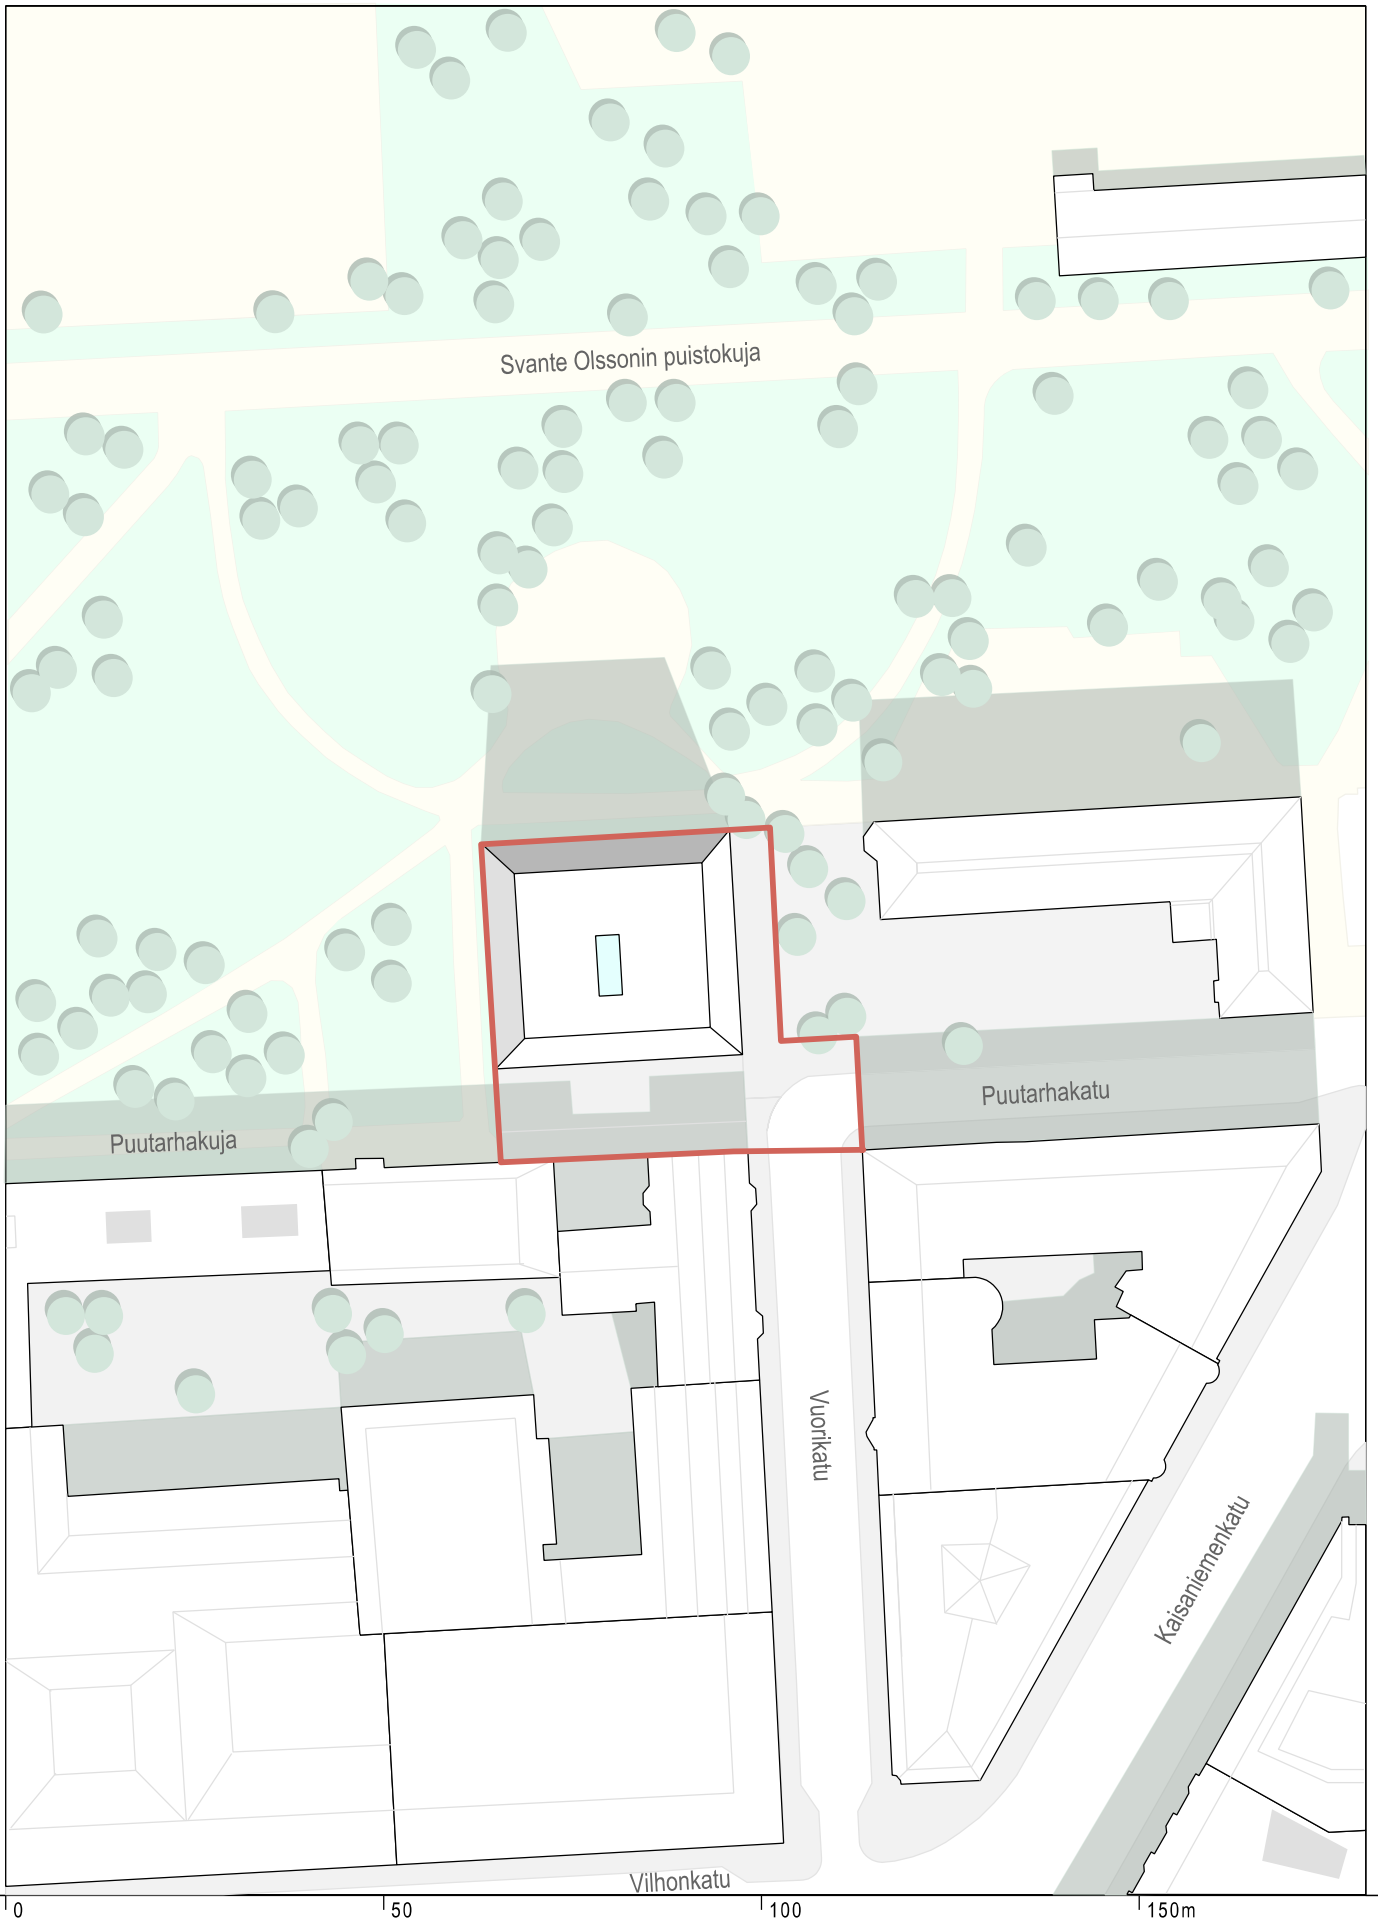 Svante Olssonin puistokuja
Puutarhakatu
Puutarhakuja
Vuorikatu
Kaisaniemenkatu
Vilhonkatu
0 50 100 150m